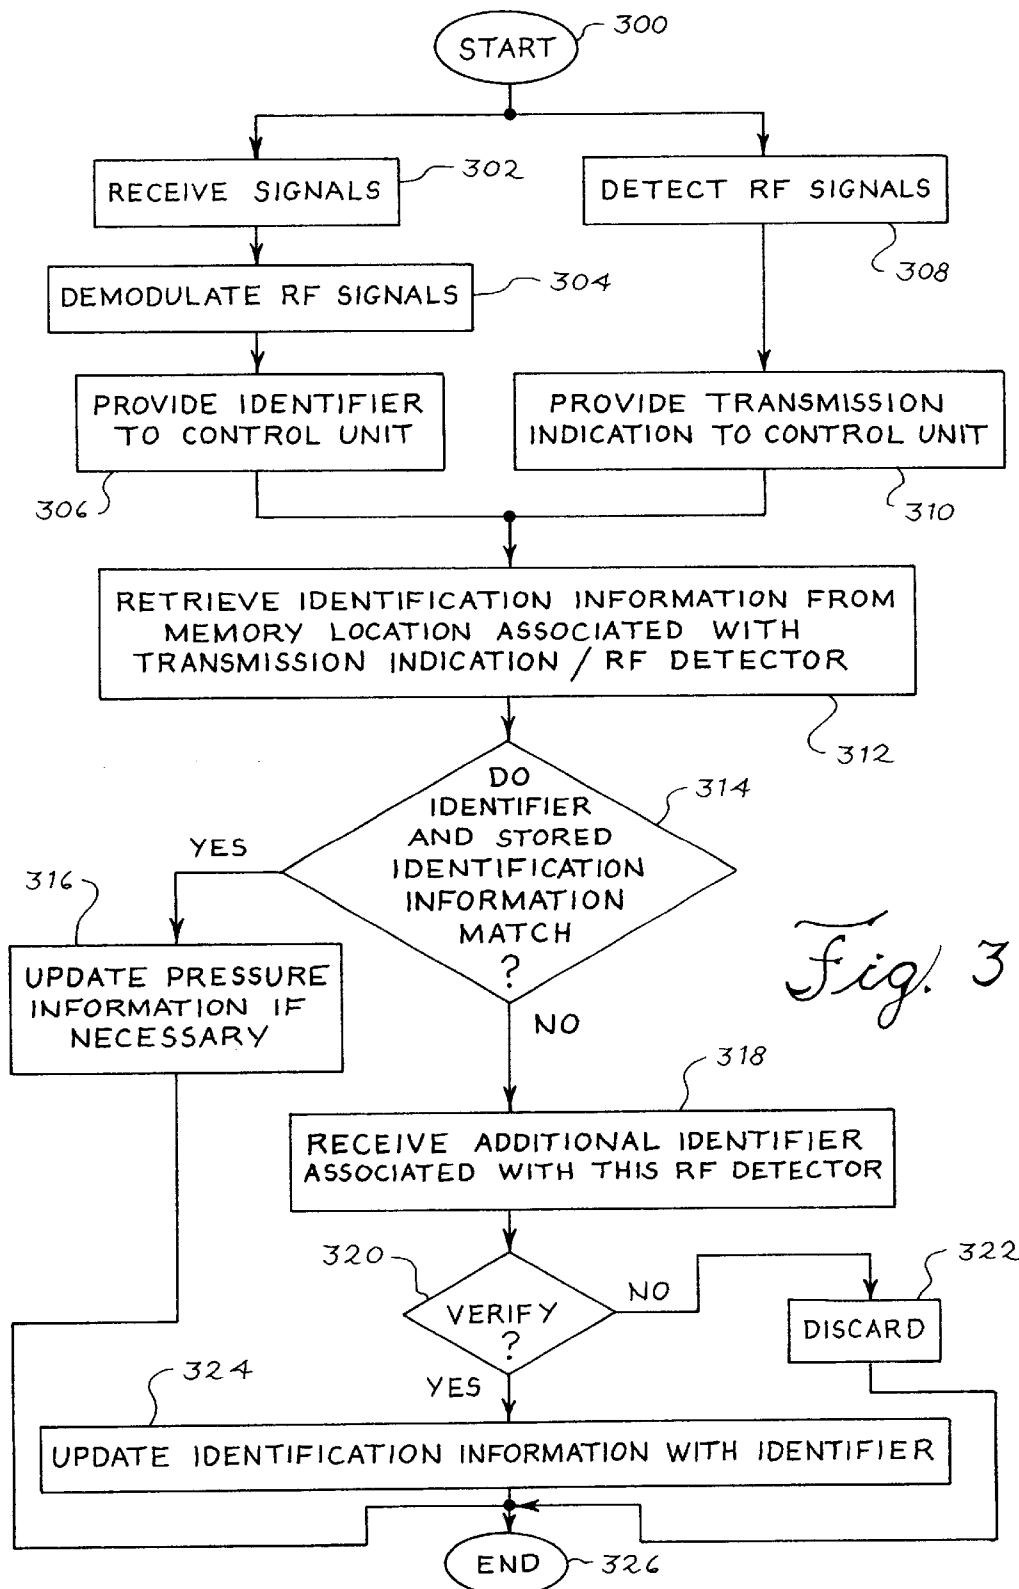 START
300
RECEIVE SIGNALS
302
DETECT RF SIGNALS
308
DEMODULATE RF SIGNALS
304
PROVIDE IDENTIFIER
TO CONTROL UNIT
306
PROVIDE TRANSMISSION
INDICATION TO CONTROL UNIT
310
RETRIEVE IDENTIFICATION INFORMATION FROM
MEMORY LOCATION ASSOCIATED WITH
TRANSMISSION INDICATION / RF DETECTOR
312
DO
IDENTIFIER
AND STORED
IDENTIFICATION
INFORMATION
MATCH
?
314
YES
316
UPDATE PRESSURE
INFORMATION IF
NECESSARY
Fig. 3
NO
318
RECEIVE ADDITIONAL IDENTIFIER
ASSOCIATED WITH THIS RF DETECTOR
320
VERIFY
?
NO
322
DISCARD
YES
324
UPDATE IDENTIFICATION INFORMATION WITH IDENTIFIER
END
326